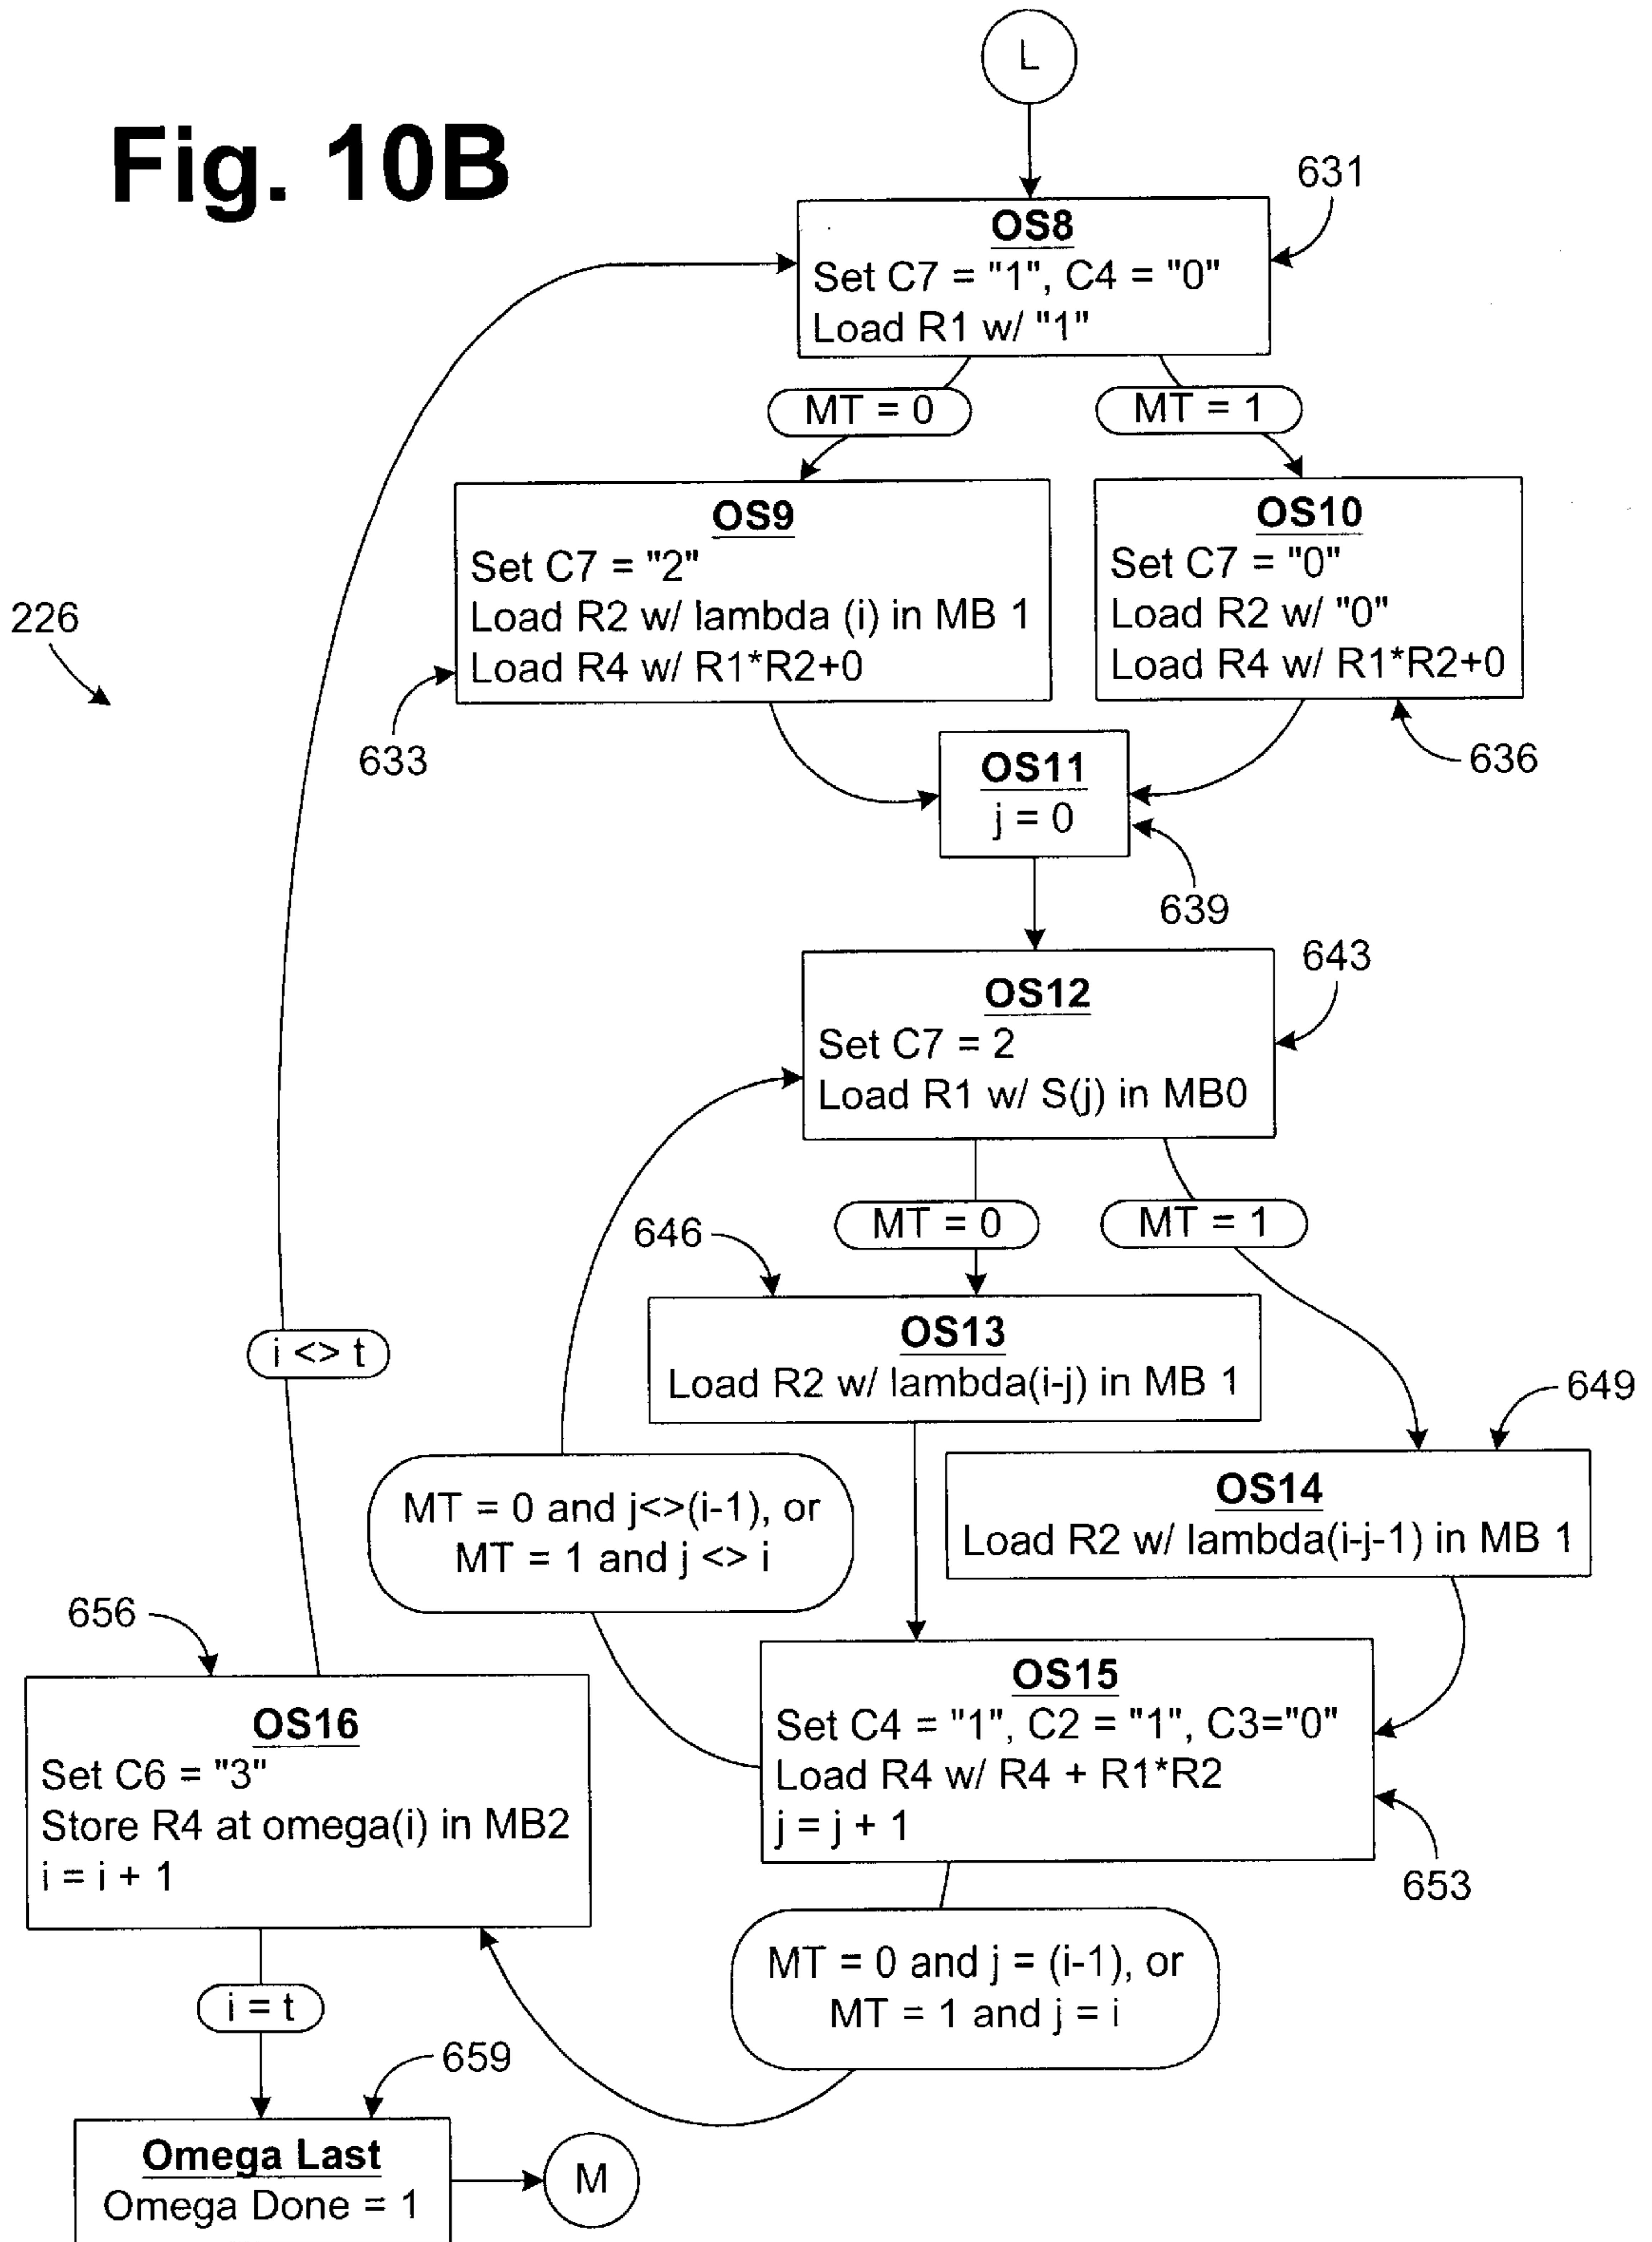 L
Fig. 10B
631
OS8
Set C7 = "1", C4 = "0"
Load R1 w/ "1"
MT = 0
MT = 1
OS9
Set C7 = "2"
Load R2 w/ lambda (i) in MB 1
Load R4 w/ R1*R2+0
OS10
Set C7 = "0"
Load R2 w/ "0"
Load R4 w/ R1*R2+0
226
633
636
OS11
j = 0
639
643
OS12
Set C7 = 2
Load R1 w/ S(j) in MB0
MT = 0
MT = 1
646
OS13
Load R2 w/ lambda(i-j) in MB 1
i <> t
649
OS14
Load R2 w/ lambda(i-j-1) in MB 1
MT = 0 and j<>(i-1), or
MT = 1 and j <> i
656
OS15
Set C4 = "1", C2 = "1", C3="0"
Load R4 w/ R4 + R1*R2
j = j + 1
653
OS16
Set C6 = "3"
Store R4 at omega(i) in MB2
i = i + 1
MT = 0 and j = (i-1), or
MT = 1 and j = i
i = t
659
Omega Last
Omega Done = 1
M